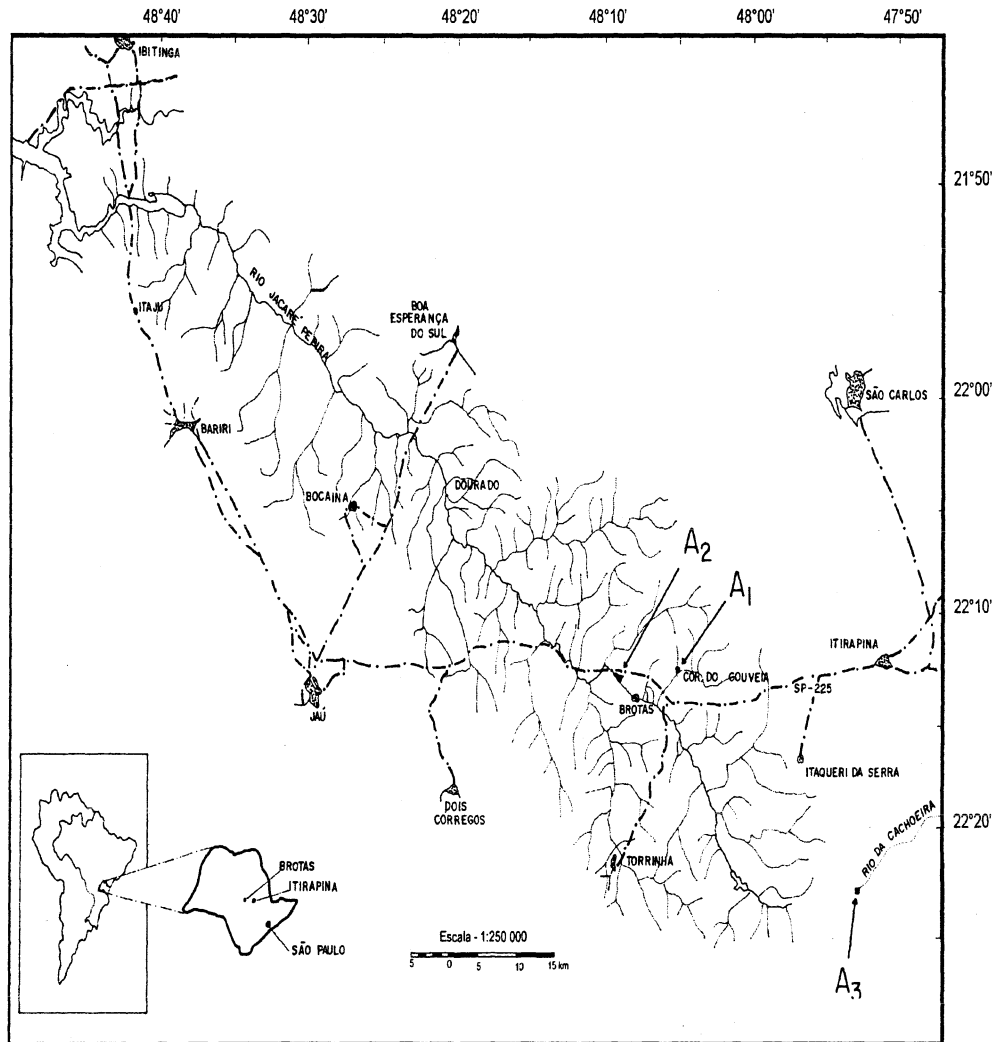 48°40' 48°30' 48°20' 48°10' 48°00' 47°50'
IBITINGA
21°50'
RIO JACARÉ PEPIRA
ITAJU
BOA
ESPERANÇA
DO SUL
22°00'
SÃO CARLOS
BARIRI
DOURADO
BOCAINA
A2
A1
22°10'
ITIRAPINA
COR. DO GOUVEIA
SP-225
BROTAS
JAÚ
ITAQUERI DA SERRA
DOIS
CÓRREGOS
22°20'
RIO DA CACHOEIRA
TORRINHA
BROTAS
ITIRAPINA
SÃO PAULO
Escala - 1:250 000
5 0 5 10 15 km
A3